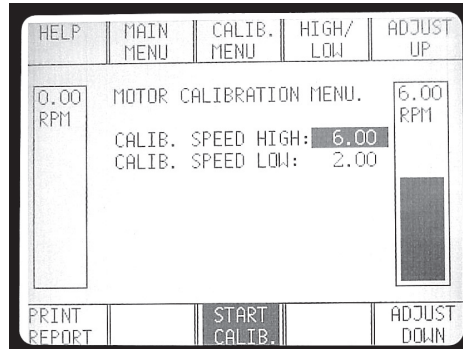 HELP
MAIN MENU
CALIB. MENU
HIGH/ LOW
ADJUST UP
0.00 RPM
MOTOR CALIBRATION MENU.
6.00 RPM
CALIB. SPEED HIGH: 6.00
CALIB. SPEED LOW: 2.00
PRINT REPORT
START CALIB.
ADJUST DOWN